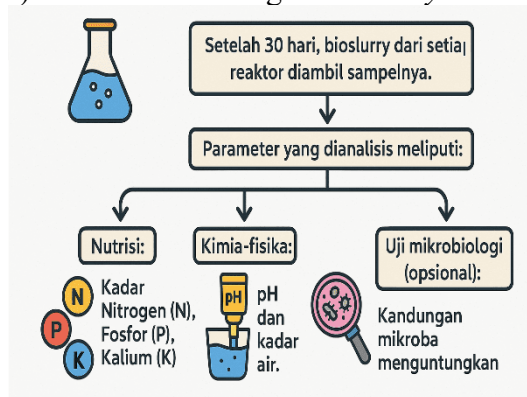 Setelah 30 hari, bioslurry dari setiap
reaktor diambil sampelnya.
Parameter yang dianalisis meliputi:
Nutrisi:
N
P
K
Kadar
Nitrogen (N),
Fosfor (P),
Kalium (K)
Kimia-fisika:
pH
pH
dan
kadar
air.
Uji mikrobiologi
(opsional):
Kandungan
mikroba
menguntungkan